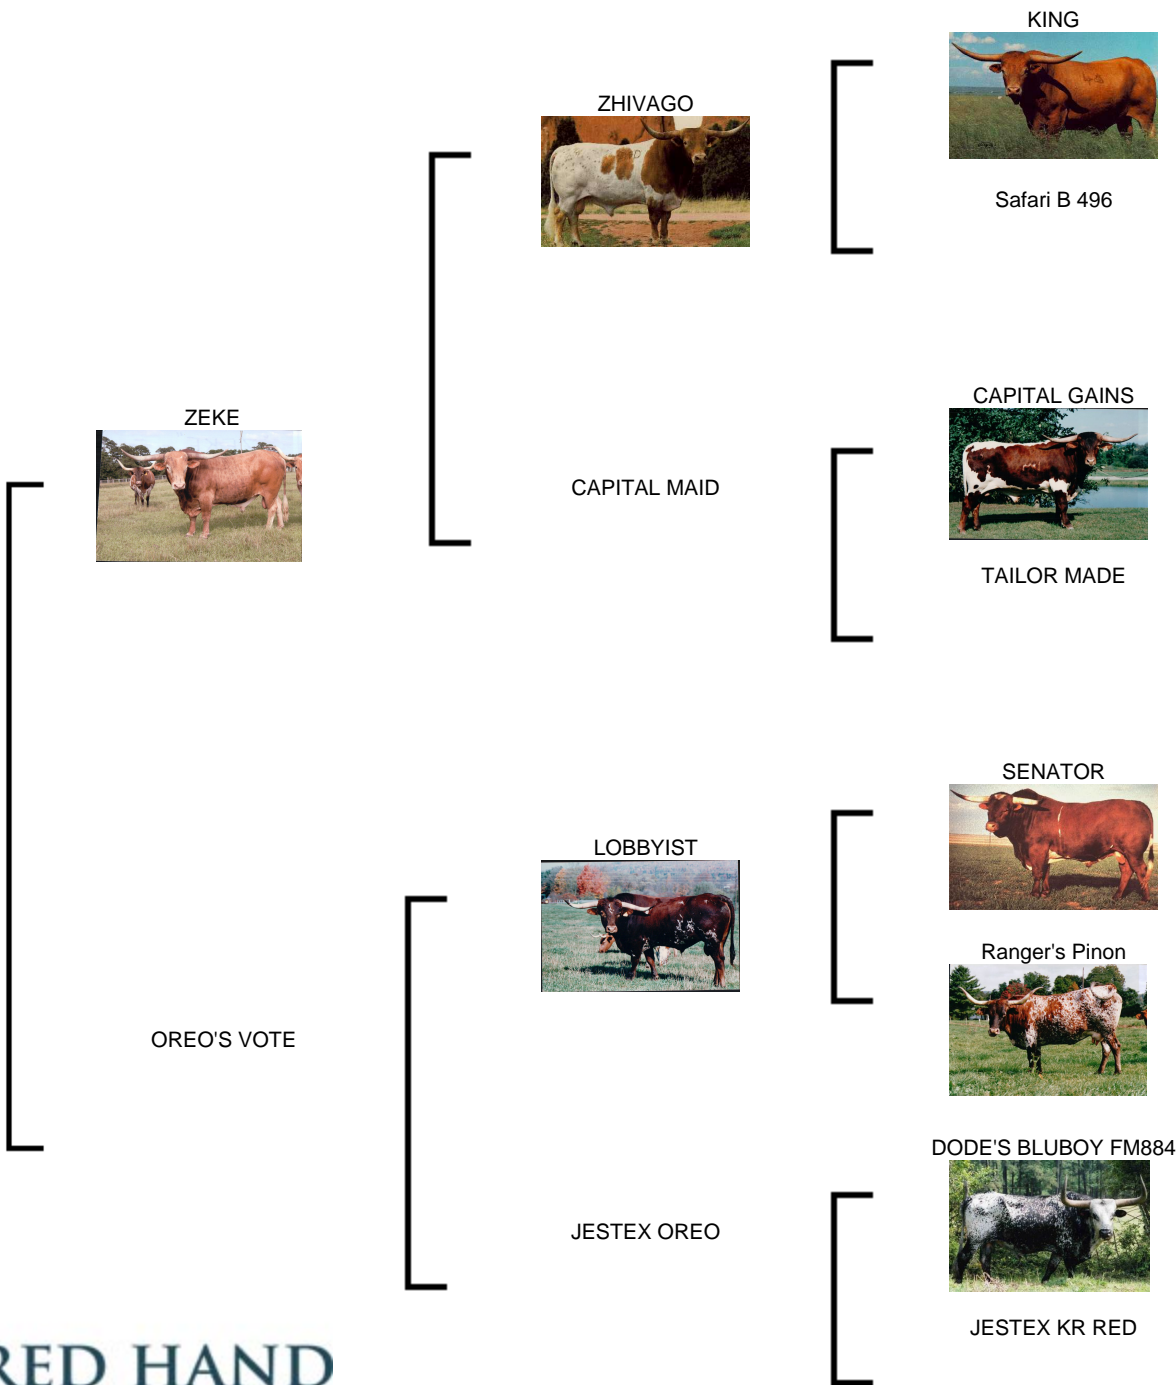 KING
ZHIVAGO
Safari B 496
CAPITAL GAINS
ZEKE
CAPITAL MAID
TAILOR MADE
SENATOR
LOBBYIST
Ranger's Pinon
OREO'S VOTE
DODE'S BLUBOY FM884
JESTEX OREO
JESTEX KR RED
RED HAND